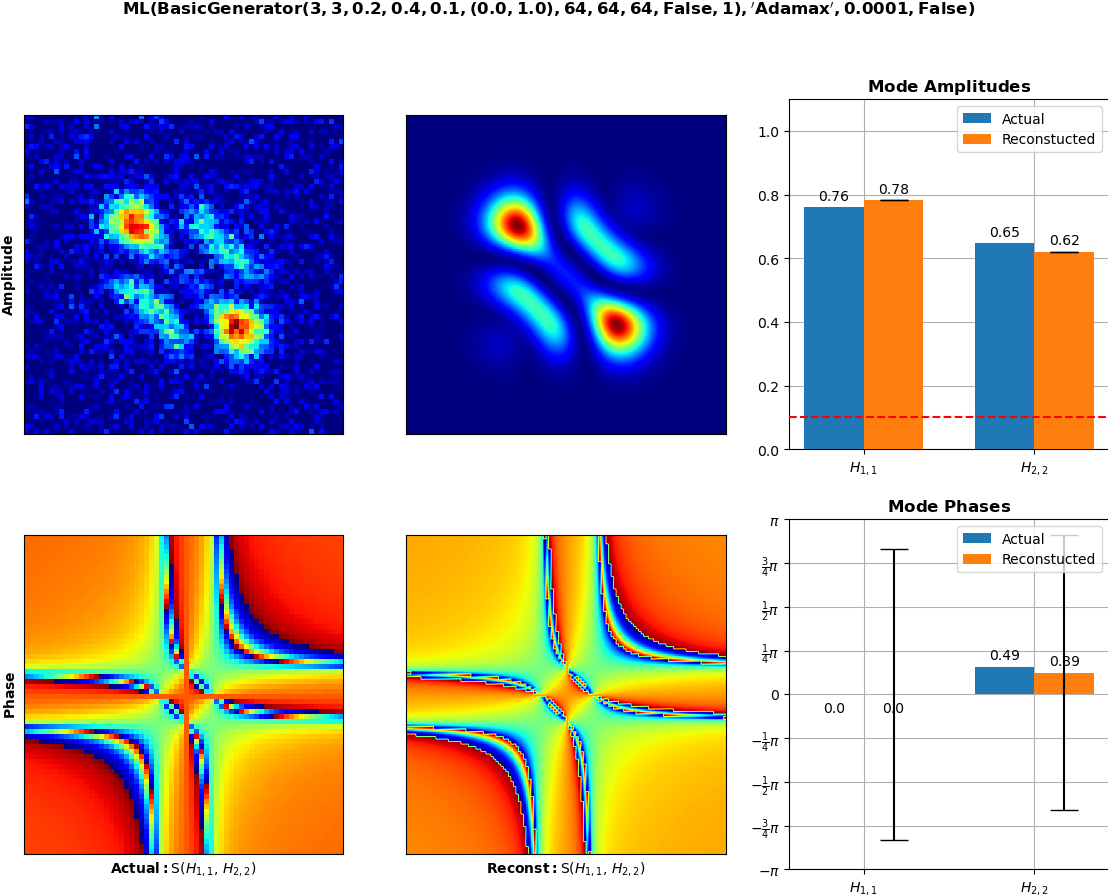 ML(BasicGenerator(3, 3, 0.2, 0.4, 0.1, (0.0, 1.0), 64, 64, 64, False, 1), ′Adamax′, 0.0001, False)
Amplitude
Mode Amplitudes
Actual
Reconstucted
1.0
0.8
0.6
0.4
0.2
0.0
0.76
0.78
0.65
0.62
H1, 1
H2, 2
Phase
Actual: S(H1, 1, H2, 2)
Reconst: S(H1, 1, H2, 2)
Mode Phases
Actual
Reconstucted
π
3/4π
1/2π
1/4π
0
−1/4π
−1/2π
−3/4π
−π
0.0
0.0
0.49
0.39
H1, 1
H2, 2